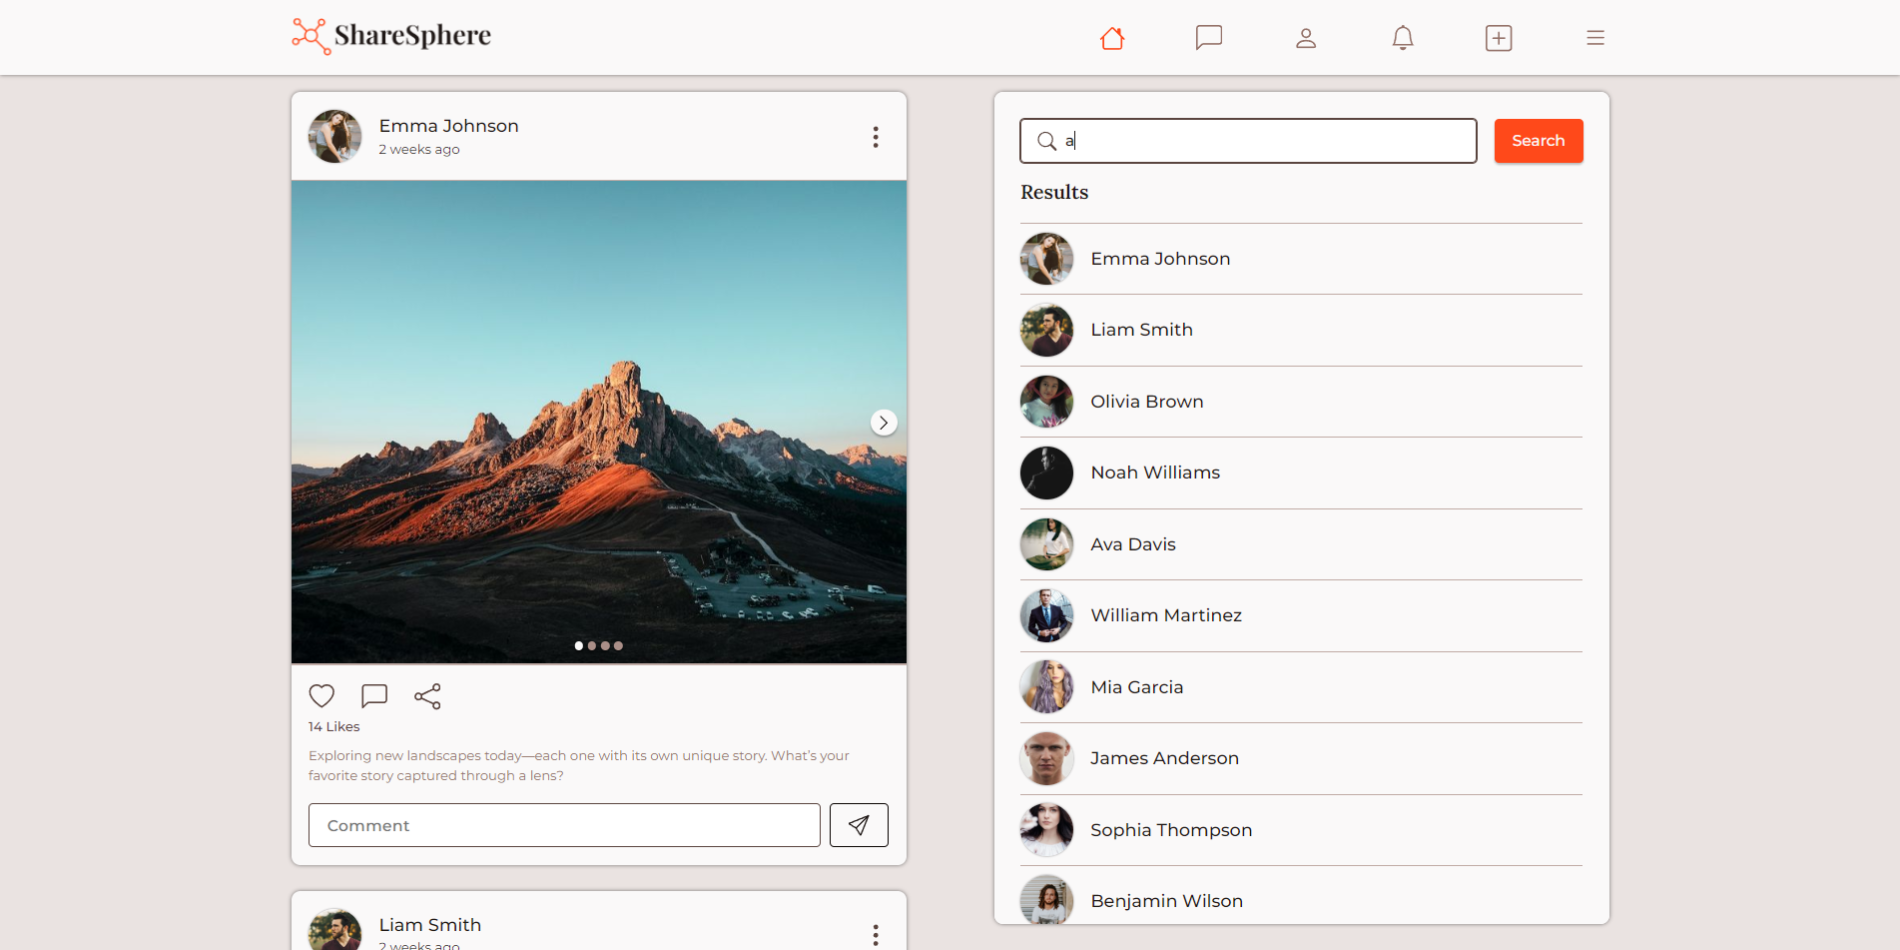 ShareSphere
Emma Johnson
2 weeks ago
14 Likes
Exploring new landscapes today—each one with its own unique story. What's your
favorite story captured through a lens?
Comment
Liam Smith
2 weeks ago
a
Search
Results
Emma Johnson
Liam Smith
Olivia Brown
Noah Williams
Ava Davis
William Martinez
Mia Garcia
James Anderson
Sophia Thompson
Benjamin Wilson